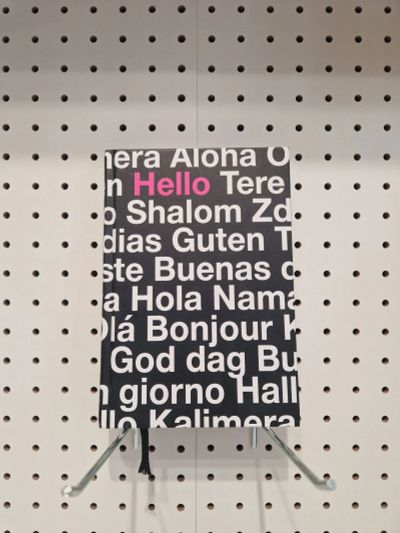 nera Aloha O
n Hello Tere
o Shalom Zd
dias Guten T
ste Buenas d
a Hola Nama
Olá Bonjour K
God dag Bu
n giorno Hall
llo Kalimera